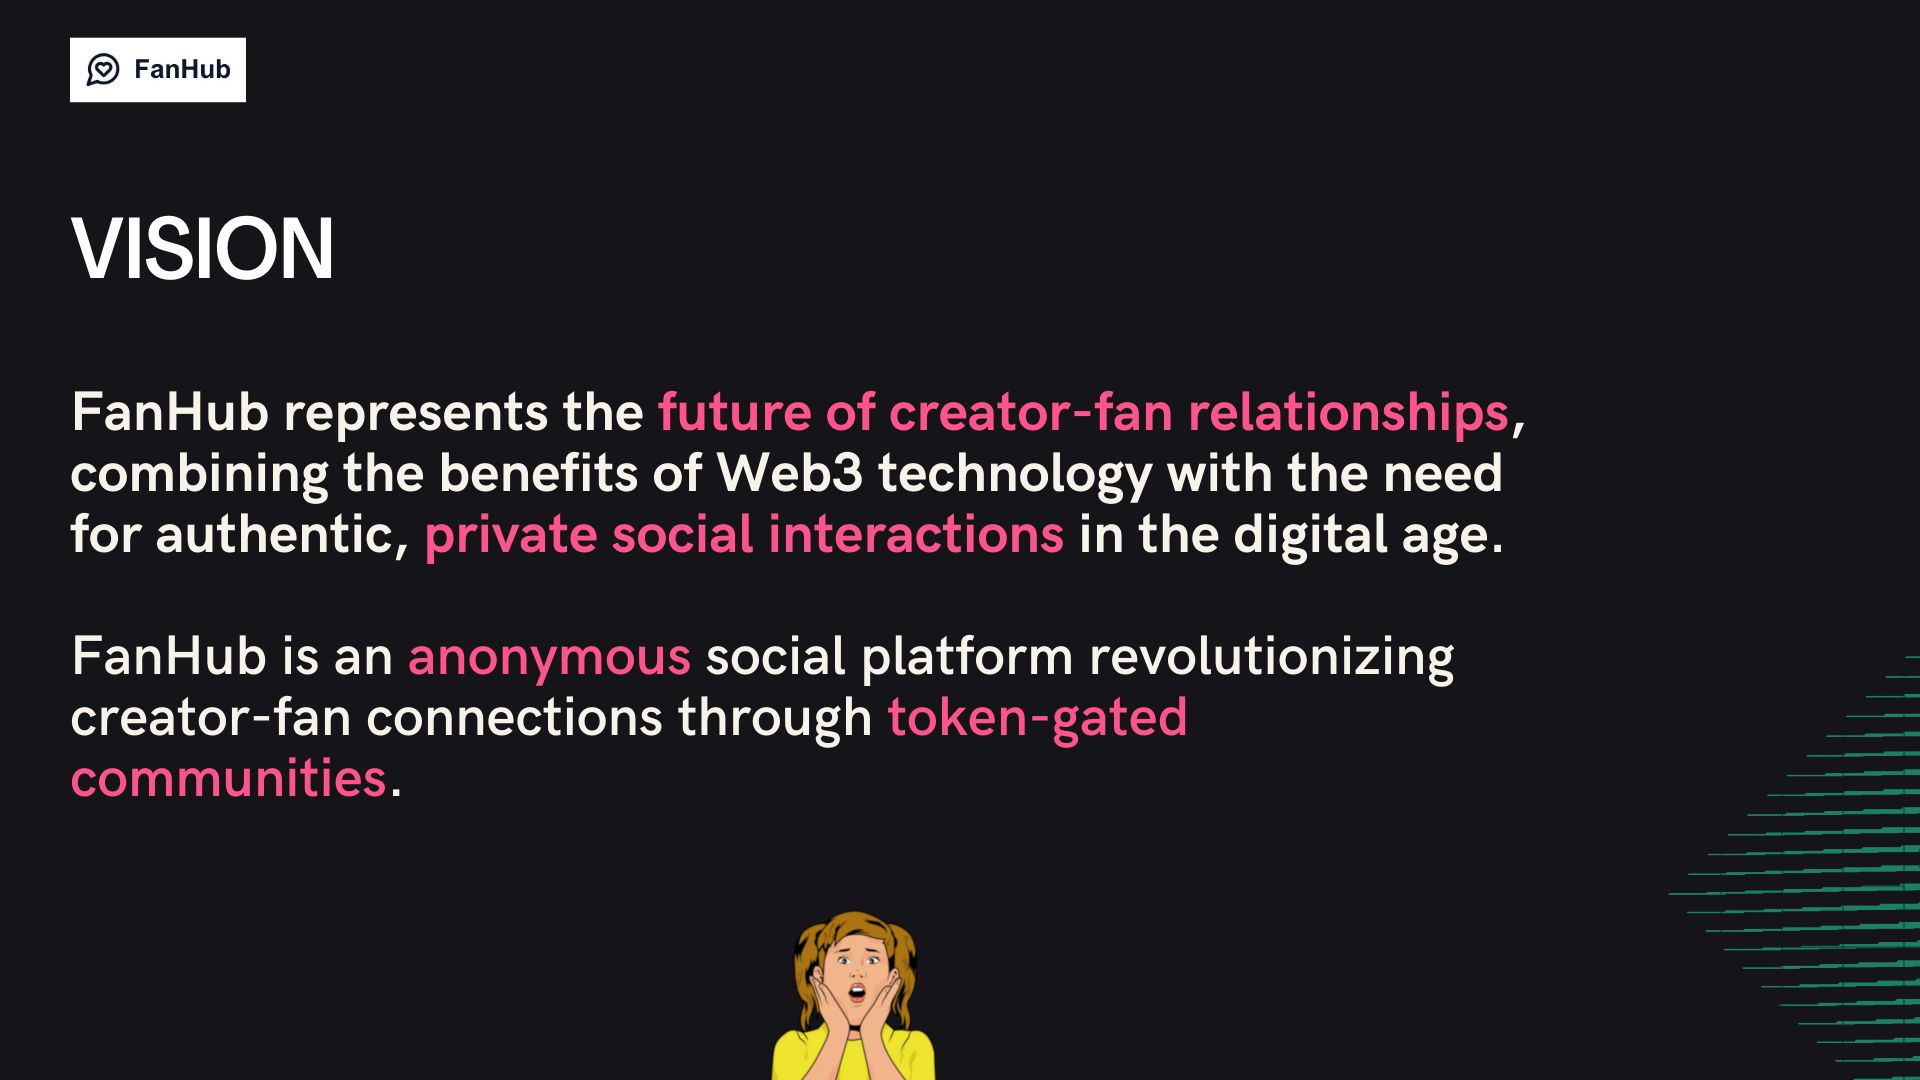 FanHub
VISION
FanHub represents the future of creator-fan relationships,
combining the benefits of Web3 technology with the need
for authentic, private social interactions in the digital age.
FanHub is an anonymous social platform revolutionizing
creator-fan connections through token-gated
communities.